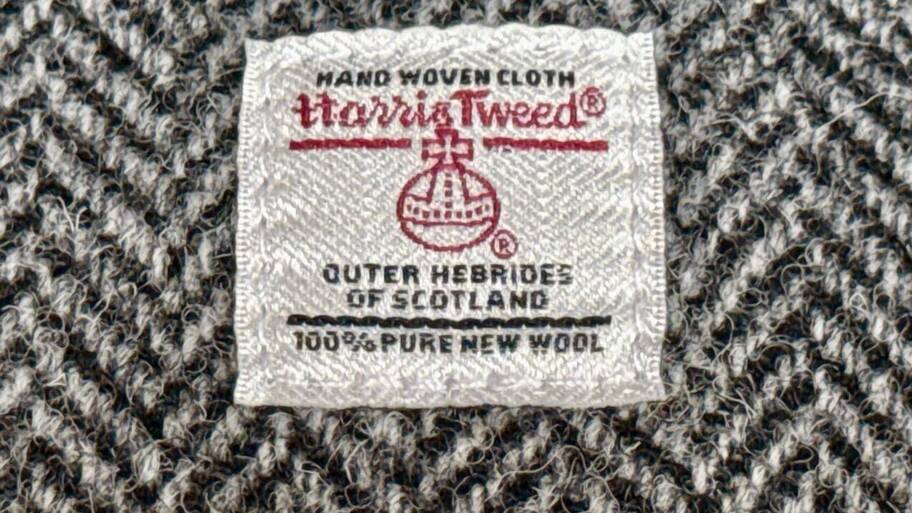 HAND WOVEN CLOTH
Harris Tweed®
®
OUTER HEBRIDES
OF SCOTLAND
100% PURE NEW WOOL